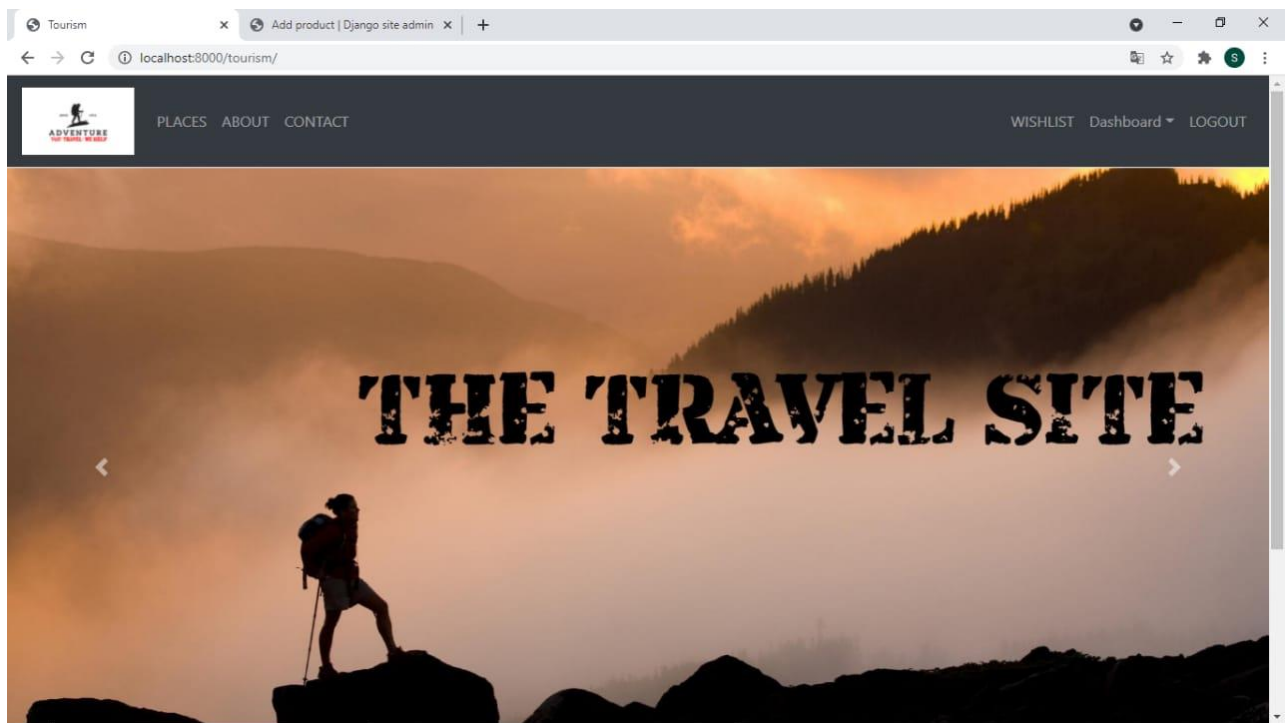 Tourism
Add product | Django site admin
localhost:8000/tourism/
S
ADVENTURE
PLACES ABOUT CONTACT
WISHLIST Dashboard LOGOUT
THE TRAVEL SITE